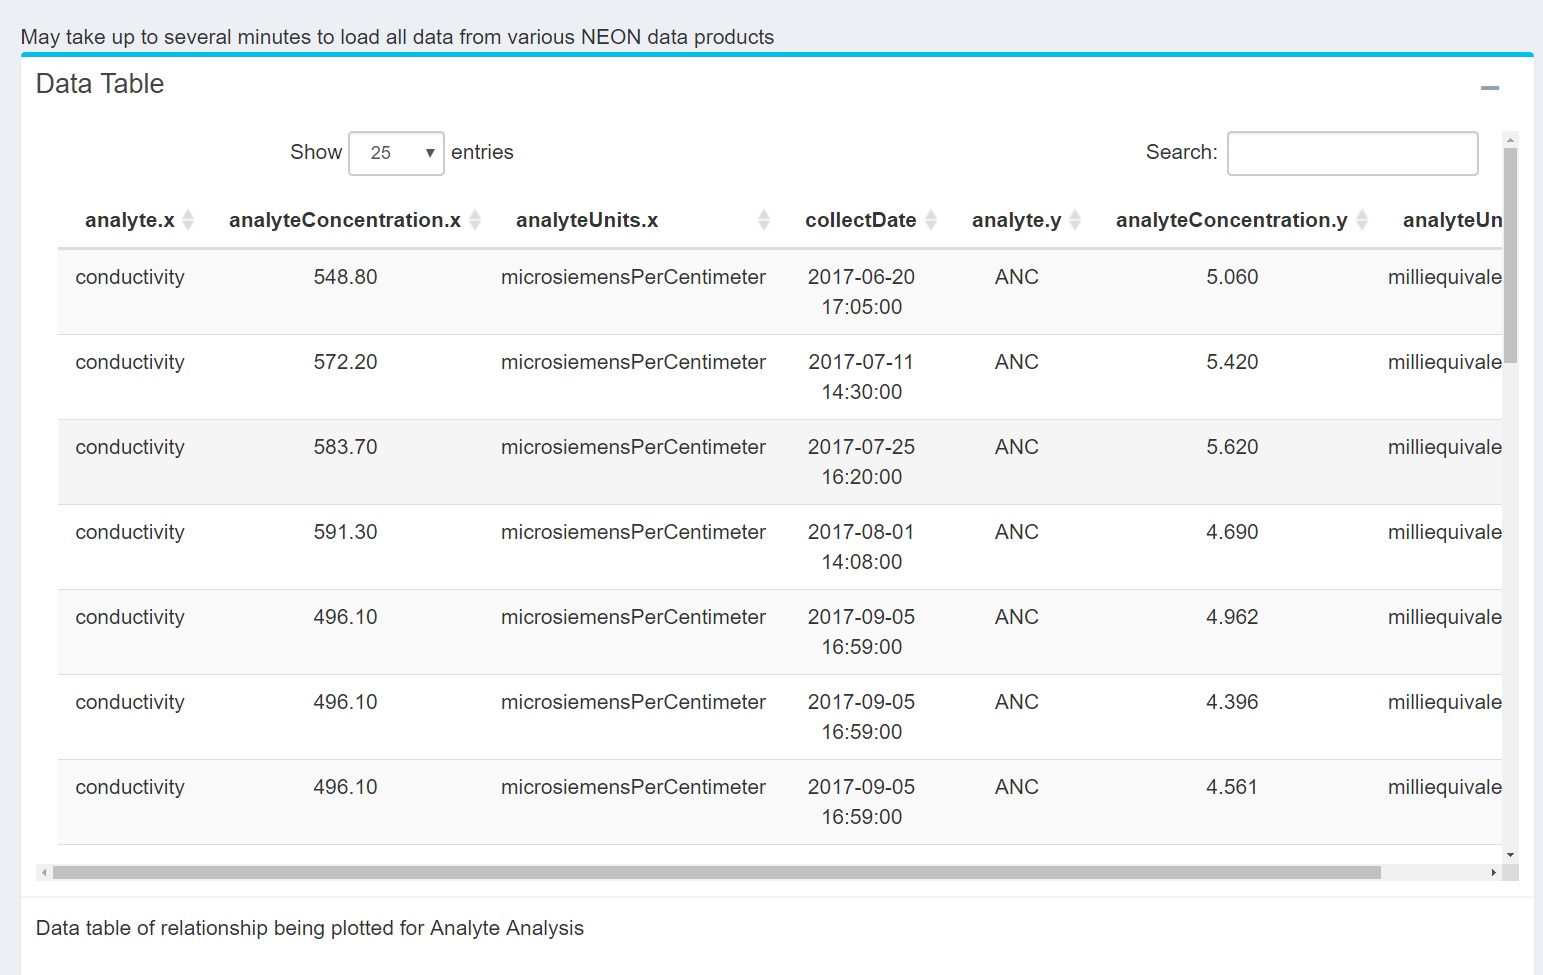 May take up to several minutes to load all data from various NEON data products
Data Table
Show 25 entries Search:
analyte.x analyteConcentration.x analyteUnits.x collectDate analyte.y analyteConcentration.y analyteUn
conductivity 548.80 microsiemensPerCentimeter 2017-06-20 ANC 5.060 milliequivale
17:05:00
conductivity 572.20 microsiemensPerCentimeter 2017-07-11 ANC 5.420 milliequivale
14:30:00
conductivity 583.70 microsiemensPerCentimeter 2017-07-25 ANC 5.620 milliequivale
16:20:00
conductivity 591.30 microsiemensPerCentimeter 2017-08-01 ANC 4.690 milliequivale
14:08:00
conductivity 496.10 microsiemensPerCentimeter 2017-09-05 ANC 4.962 milliequivale
16:59:00
conductivity 496.10 microsiemensPerCentimeter 2017-09-05 ANC 4.396 milliequivale
16:59:00
conductivity 496.10 microsiemensPerCentimeter 2017-09-05 ANC 4.561 milliequivale
16:59:00
Data table of relationship being plotted for Analyte Analysis